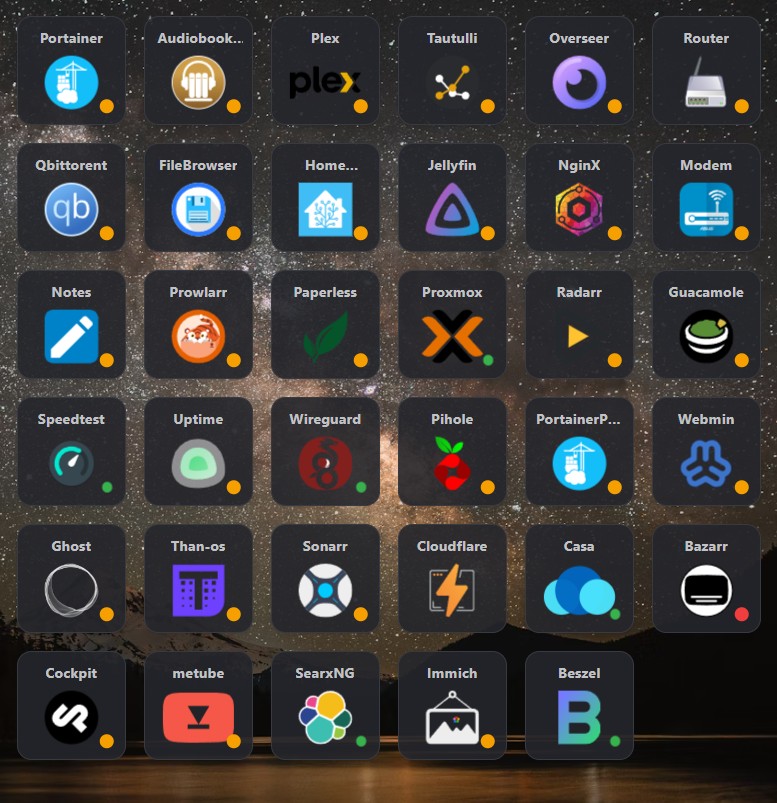 Portainer
Audiobook...
Plex
Tautulli
Overseer
Router
plex
Qbittorent
FileBrowser
Home...
Jellyfin
NginX
Modem
qb
Notes
Prowlarr
Paperless
Proxmox
Radarr
Guacamole
Speedtest
Uptime
Wireguard
Pihole
PortainerP...
Webmin
Ghost
Than-os
Sonarr
Cloudflare
Casa
Bazarr
T
Cockpit
metube
SearxNG
Immich
Beszel
B